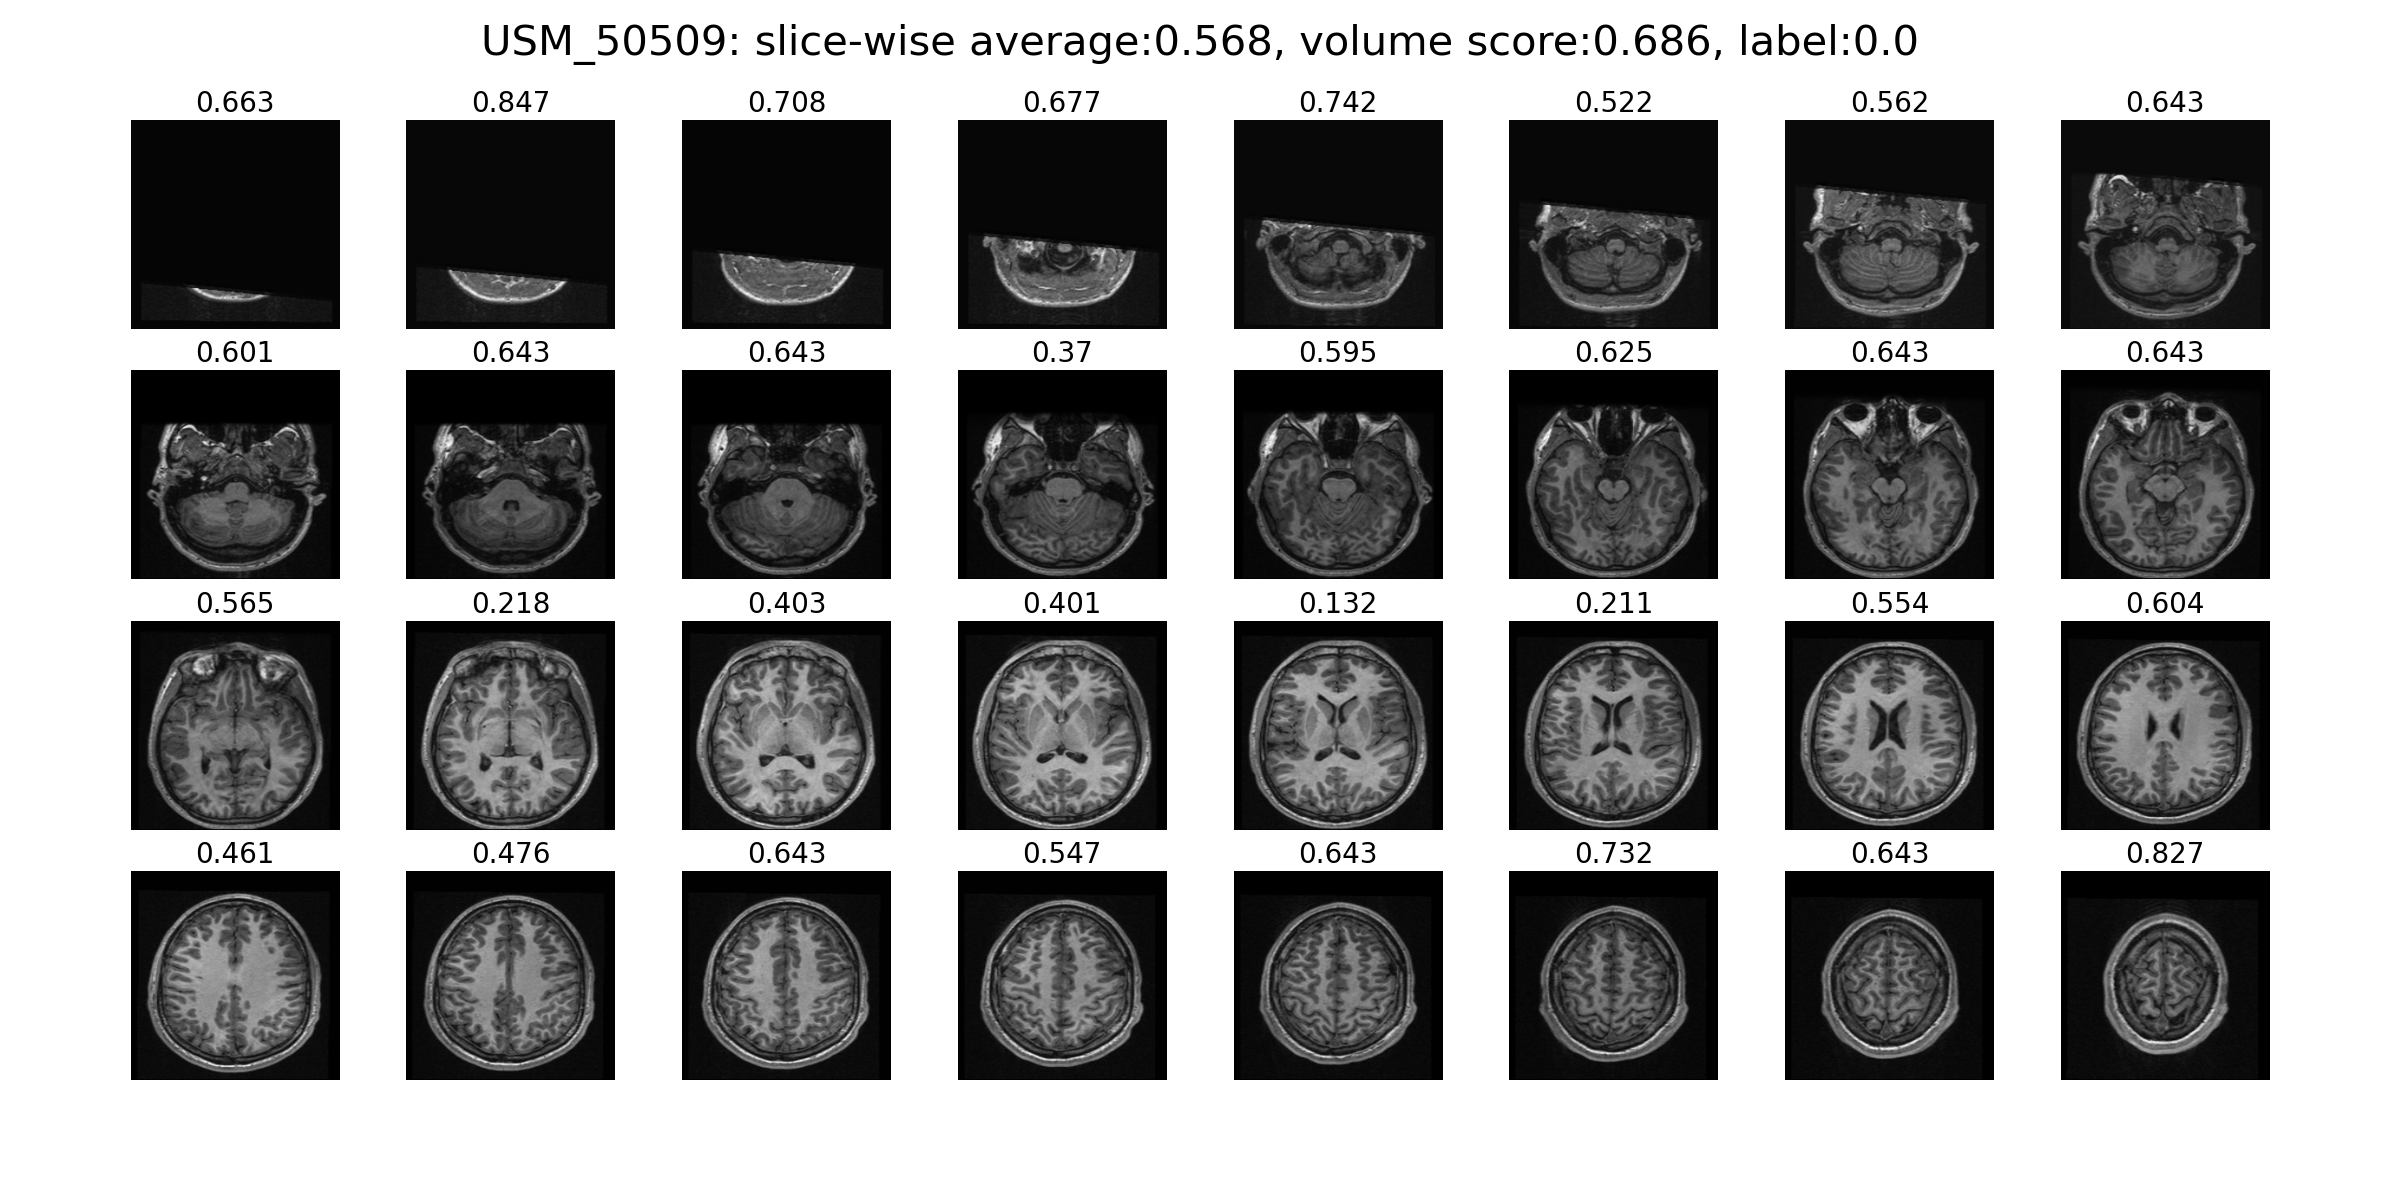 USM_50509: slice-wise average:0.568, volume score:0.686, label:0.0
0.663 0.847 0.708 0.677 0.742 0.522 0.562 0.643
0.601 0.643 0.643 0.37 0.595 0.625 0.643 0.643
0.565 0.218 0.403 0.401 0.132 0.211 0.554 0.604
0.461 0.476 0.643 0.547 0.643 0.732 0.643 0.827